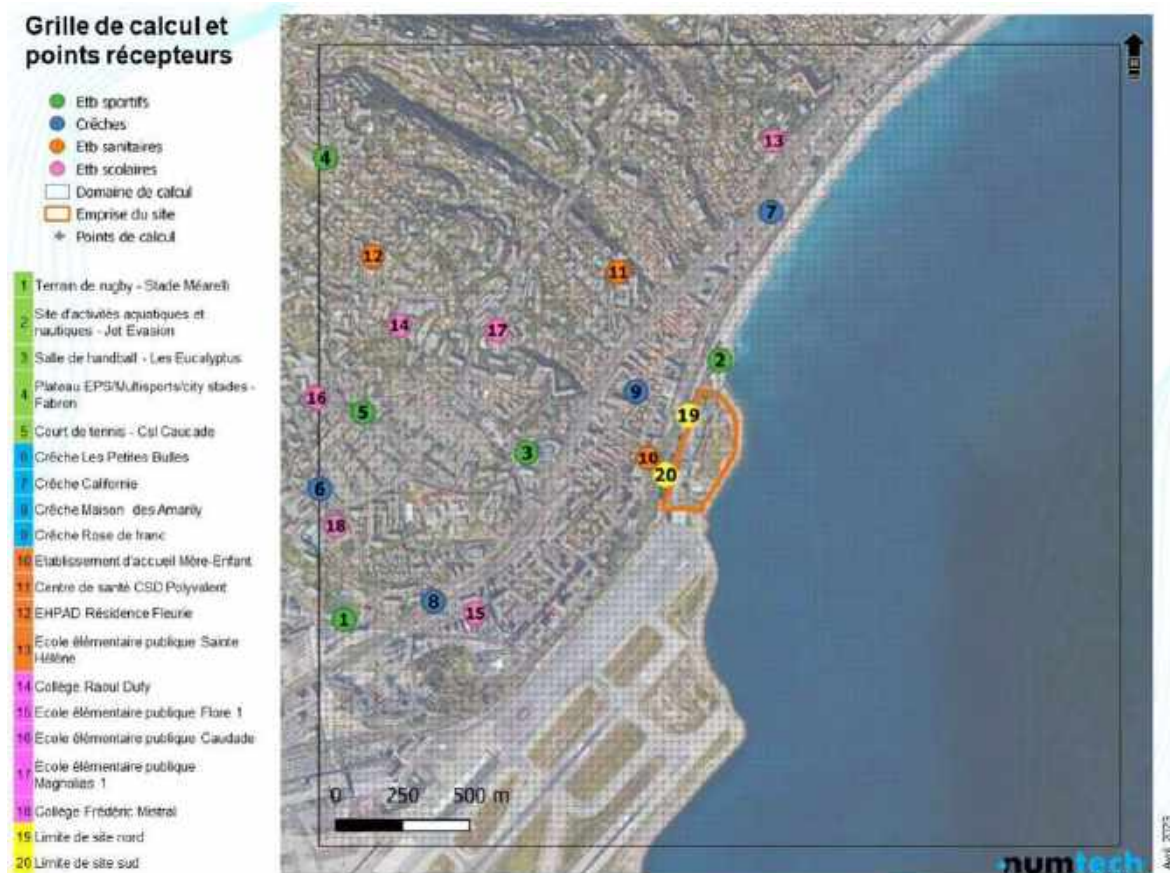 Grille de calcul et
points récepteurs
Etb sportifs
Crèches
Etb sanitaires
Etb scolaires
Domaine de calcul
Emprise du site
Points de calcul
1 Terrain de rugby - Stade Méarelli
2 Site d'activités aquatiques et
nautiques - Jet Evasion
3 Salle de handball - Les Eucalyptus
4 Plateau EPS/Multisports/city stades -
Fabron
5 Court de tennis - Csl Caucade
6 Crèche Les Petites Bulles
7 Crèche Californie
8 Crèche Maison des Amarily
9 Crèche Rose de franc
10 Etablissement d'accueil Mère-Enfant
11 Centre de santé CSD Polyvalent
12 EHPAD Résidence Fleurie
13 Ecole élémentaire publique Sainte
Hélène
14 Collège Raoul Dufy
15 Ecole élémentaire publique Flore 1
16 Ecole élémentaire publique Caudade
17 Ecole élémentaire publique
Magnolias 1
18 Collège Frédéric Mistral
19 Limite de site nord
20 Limite de site sud
13
4
7
12
11
14
17
2
9
16
5
19
3
10
20
6
18
8
15
1
0 250 500 m
numtech
Avril 2023